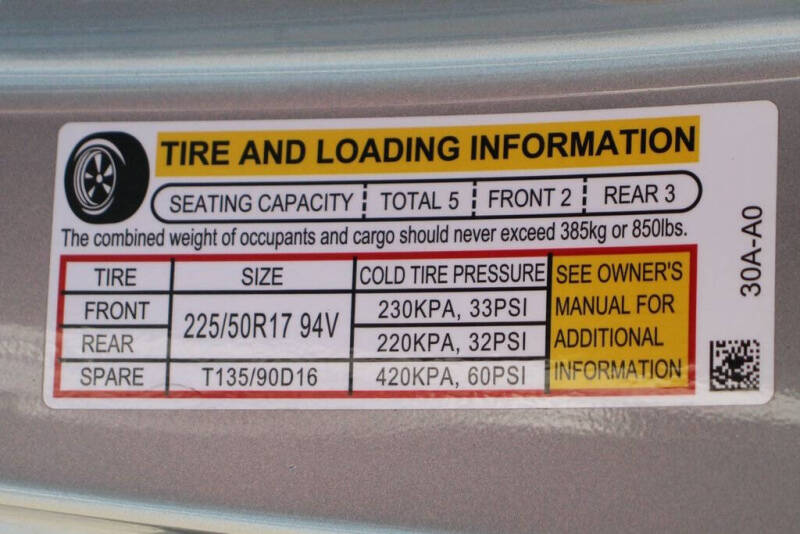 TIRE AND LOADING INFORMATION
SEATING CAPACITY TOTAL 5 FRONT 2 REAR 3
The combined weight of occupants and cargo should never exceed 385kg or 850lbs.
TIRE SIZE COLD TIRE PRESSURE
FRONT 225/50R17 94V 230KPA, 33PSI
REAR 220KPA, 32PSI
SPARE T135/90D16 420KPA, 60PSI
SEE OWNER'S
MANUAL FOR
ADDITIONAL
INFORMATION
30A-A0